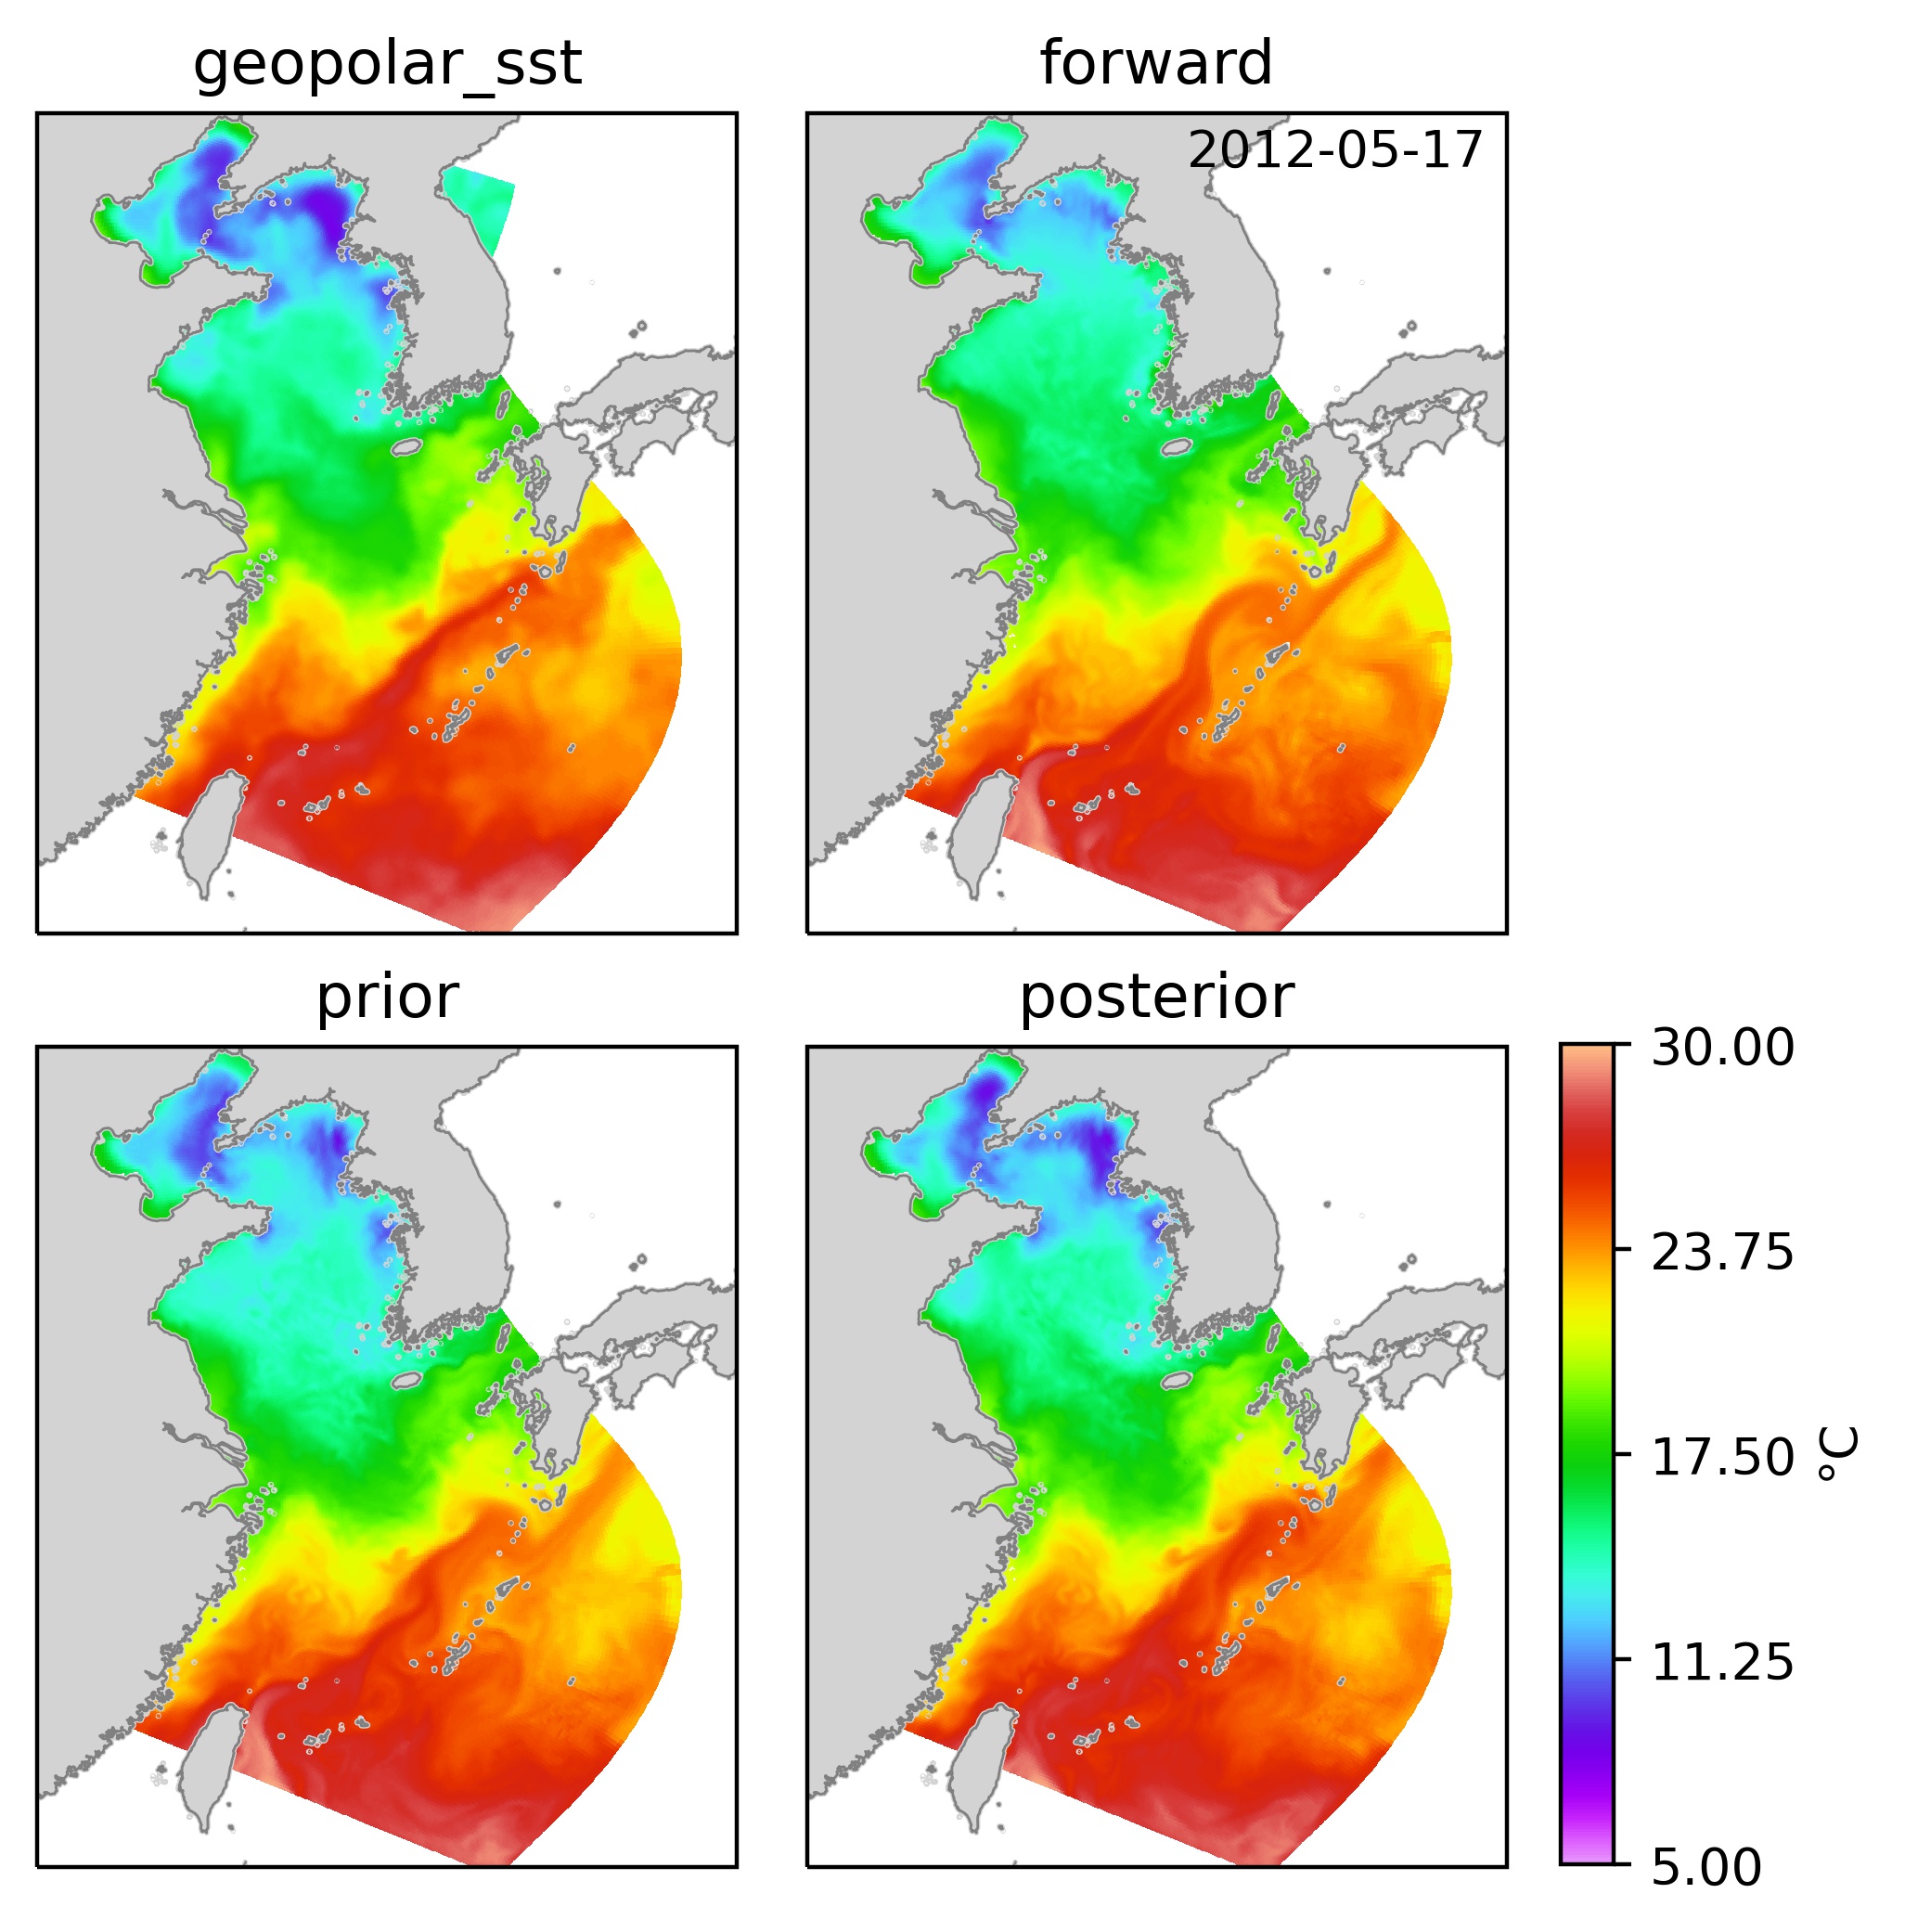 geopolar_sst
forward
2012-05-17
prior
posterior
30.00
23.75
17.50
11.25
5.00
°C